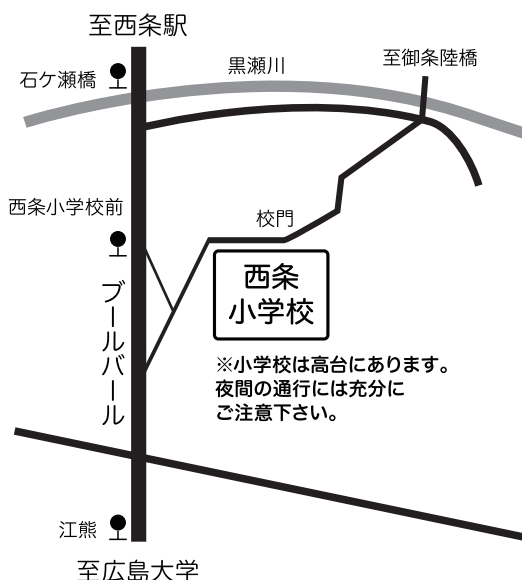 至西条駅
石ケ瀬橋
黒瀬川
至御条陸橋
西条小学校前
校門
西条
小学校
ブールバール
※小学校は高台にあります。
夜間の通行には充分に
ご注意下さい。
江熊
至広島大学